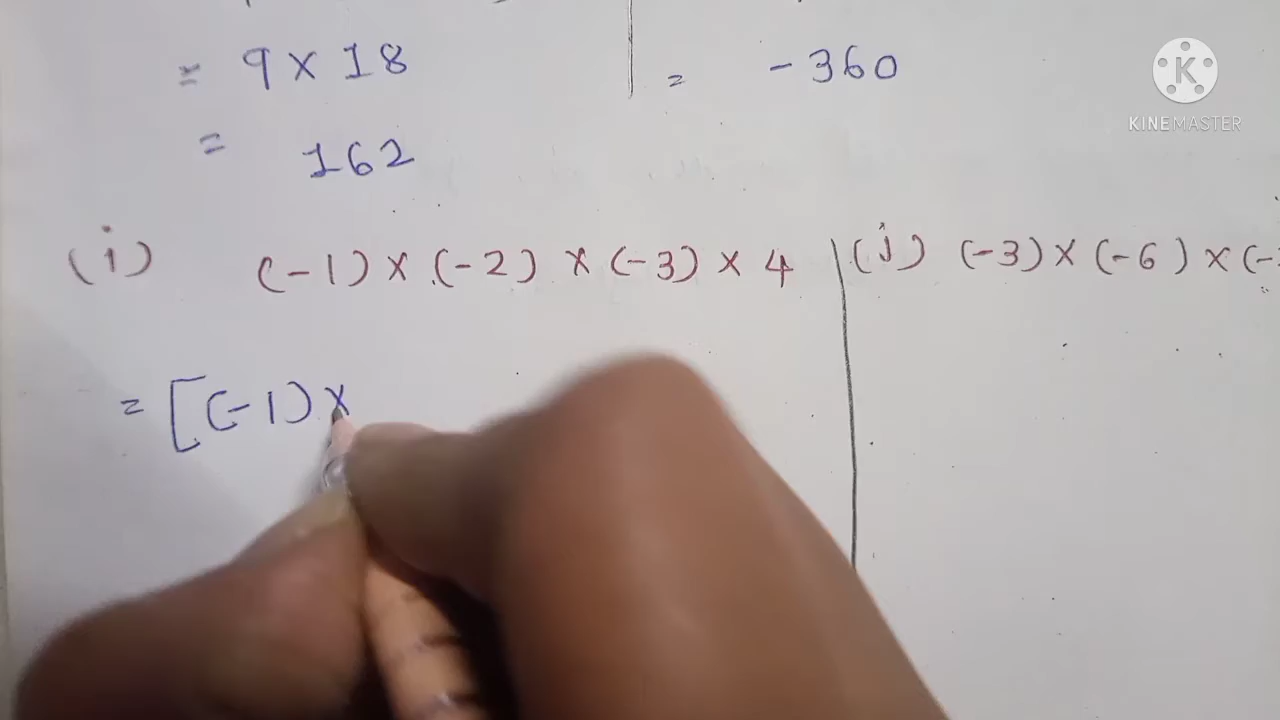 = 9 × 18
= -360
= 162
KINEMASTER
(i) (-1) × (-2) × (-3) × 4
(j) (-3) × (-6) × (-
= [(-1) ×